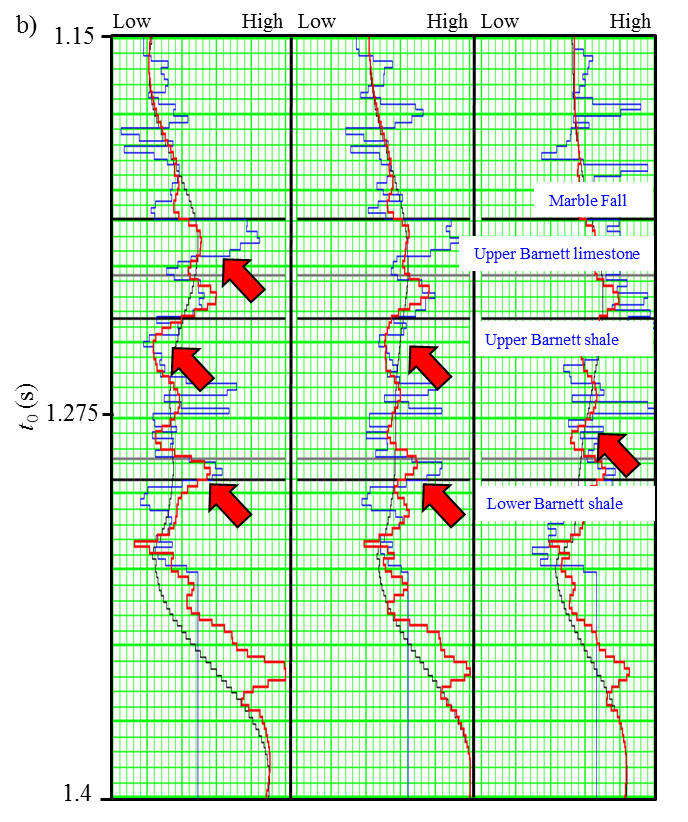 b)
Low High Low High Low High
1.15
Marble Fall
Upper Barnett limestone
Upper Barnett shale
t0 (s)
1.275
Lower Barnett shale
1.4